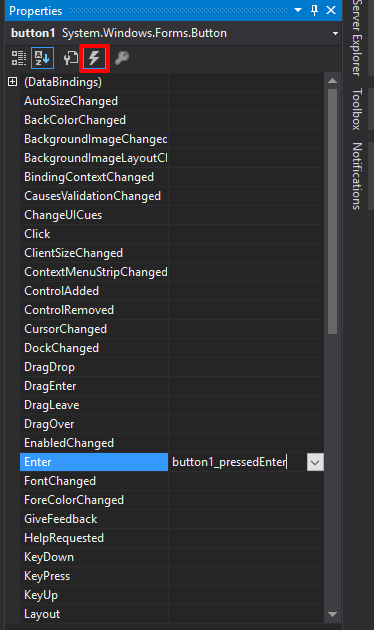 Properties
button1 System.Windows.Forms.Button
(DataBindings)
AutoSizeChanged
BackColorChanged
BackgroundImageChanged
BackgroundImageLayoutCl
BindingContextChanged
CausesValidationChanged
ChangeUICues
Click
ClientSizeChanged
ContextMenuStripChanged
ControlAdded
ControlRemoved
CursorChanged
DockChanged
DragDrop
DragEnter
DragLeave
DragOver
EnabledChanged
Enter button1_pressedEnter
FontChanged
ForeColorChanged
GiveFeedback
HelpRequested
KeyDown
KeyPress
KeyUp
Layout
Server Explorer
Toolbox
Notifications